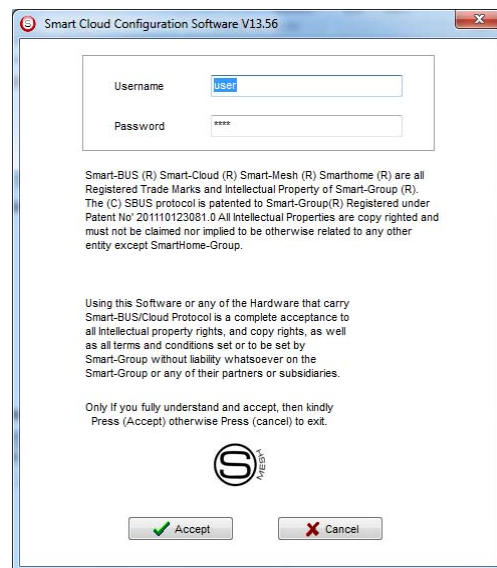 Smart Cloud Configuration Software V13.56
Username
user
Password
****
Smart-BUS (R) Smart-Cloud (R) Smart-Mesh (R) Smarthome (R) are all
Registered Trade Marks and Intellectual Property of Smart-Group (R).
The (C) SBUS protocol is patented to Smart-Group(R) Registered under
Patent No' 201110123081.0 All Intellectual Properties are copy righted and
must not be claimed nor implied to be otherwise related to any other
entity except SmartHome-Group.
Using this Software or any of the Hardware that carry
Smart-BUS/Cloud Protocol is a complete acceptance to
all Intellectual property rights, and copy rights, as well
as all terms and conditions set or to be set by
Smart-Group without liability whatsoever on the
Smart-Group or any of their partners or subsidiaries.
Only If you fully understand and accept, then kindly
Press (Accept) otherwise Press (cancel) to exit.
S MESH
Accept
Cancel